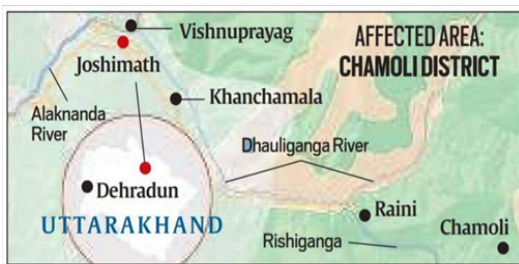 Vishnuprayag
AFFECTED AREA:
CHAMOLI DISTRICT
Joshimath
Khanchamala
Alaknanda
River
Dhauliganga River
Dehradun
Raini
UTTARAKHAND
Rishiganga
Chamoli